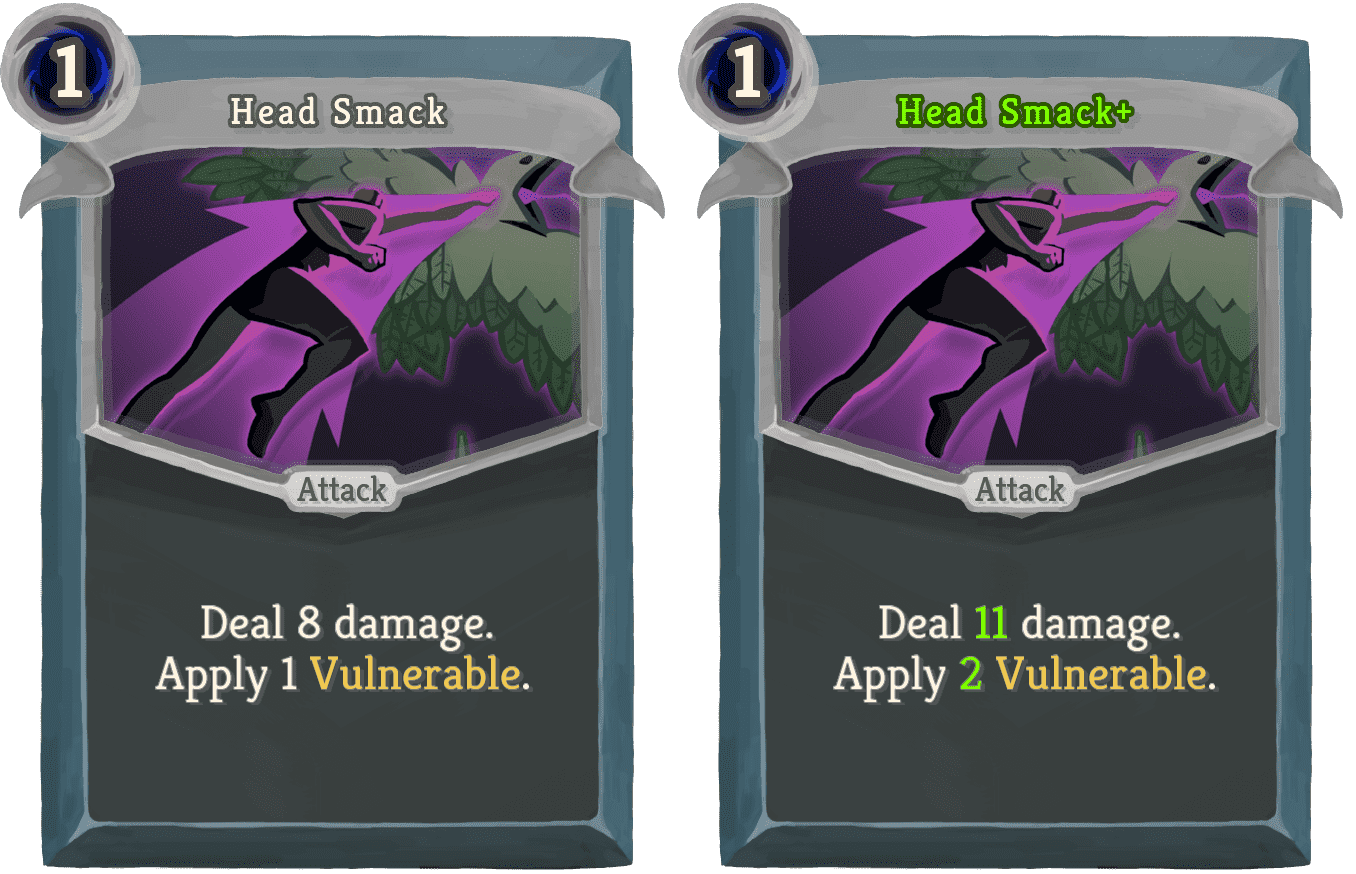 1
Head Smack
Attack
Deal 8 damage.
Apply 1 Vulnerable.
1
Head Smack+
Attack
Deal 11 damage.
Apply 2 Vulnerable.